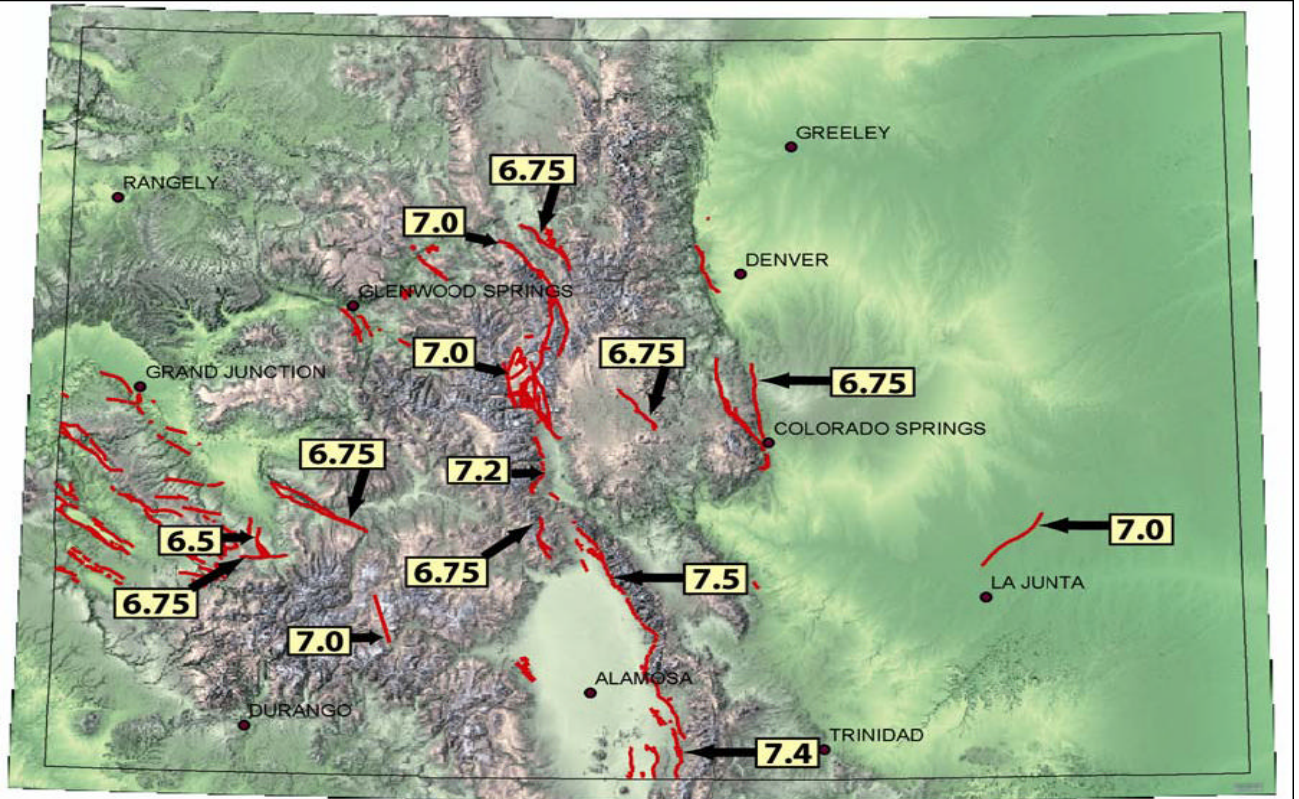 GREELEY
6.75
RANGELY
7.0
DENVER
GLENWOOD SPRINGS
7.0
6.75
GRAND JUNCTION
6.75
COLORADO SPRINGS
6.75
7.2
6.5
7.0
6.75
7.5
LA JUNTA
6.75
7.0
ALAMOSA
DURANGO
TRINIDAD
7.4